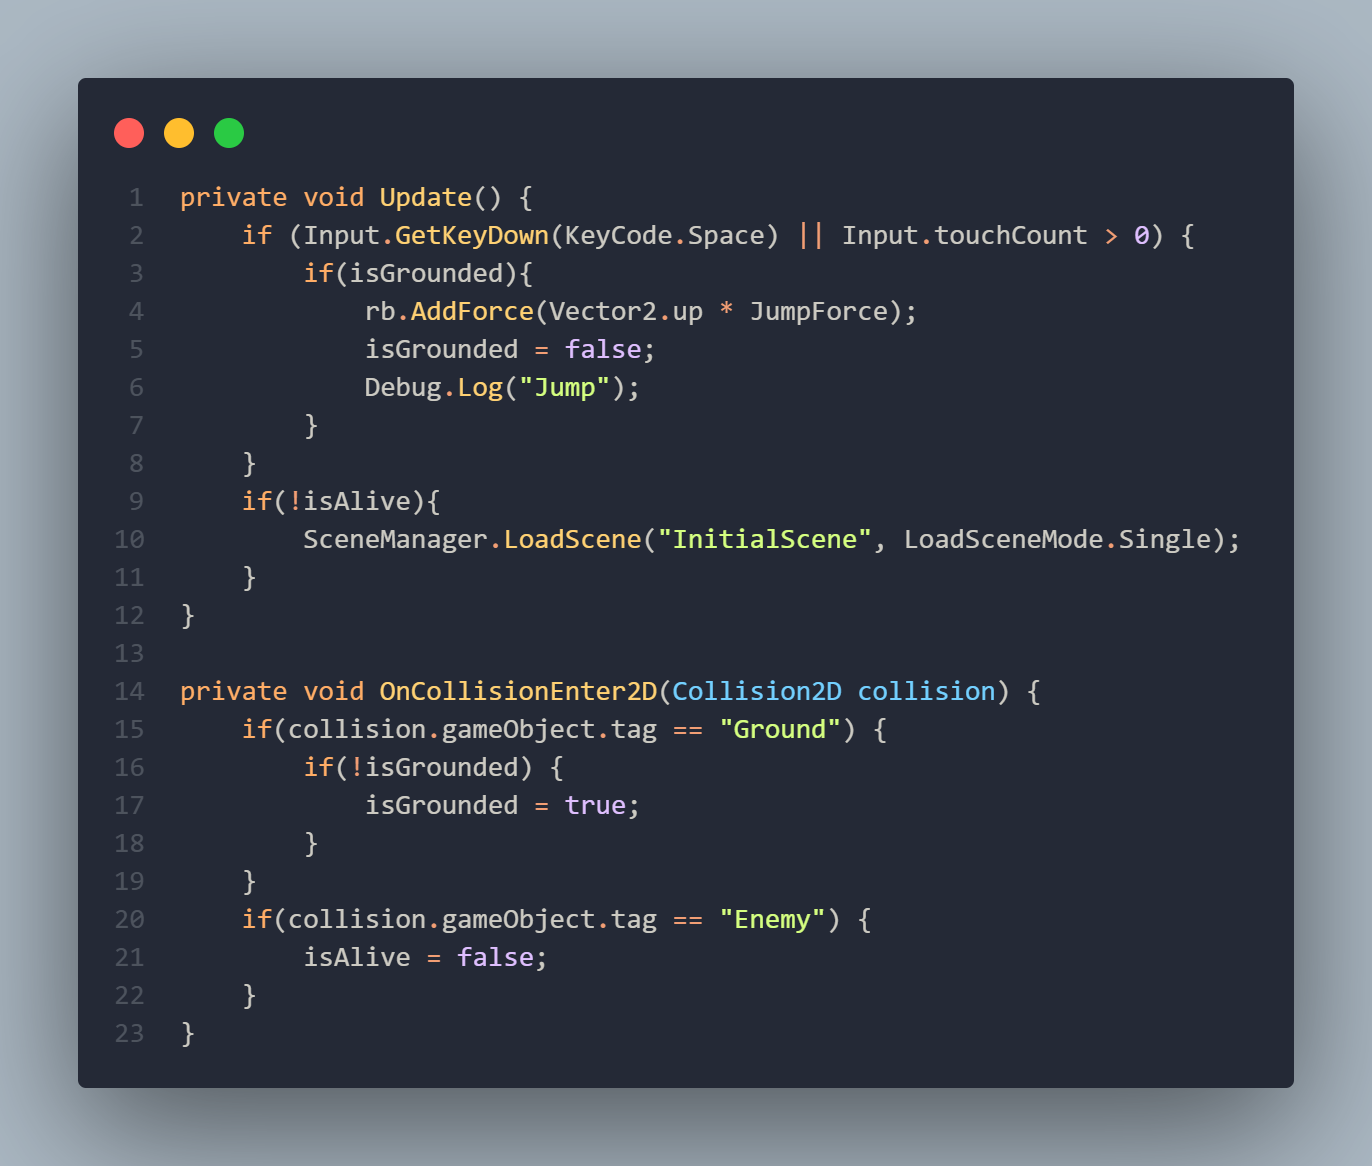 1 private void Update() {
2     if (Input.GetKeyDown(KeyCode.Space) || Input.touchCount > 0) {
3         if(isGrounded){
4             rb.AddForce(Vector2.up * JumpForce);
5             isGrounded = false;
6             Debug.Log("Jump");
7         }
8     }
9     if(!isAlive){
10         SceneManager.LoadScene("InitialScene", LoadSceneMode.Single);
11     }
12 }
13
14 private void OnCollisionEnter2D(Collision2D collision) {
15     if(collision.gameObject.tag == "Ground") {
16         if(!isGrounded) {
17             isGrounded = true;
18         }
19     }
20     if(collision.gameObject.tag == "Enemy") {
21         isAlive = false;
22     }
23 }